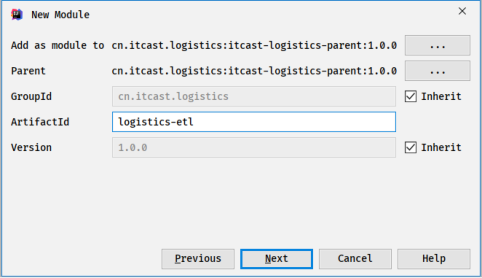 New Module
Add as module to cn.itcast.logistics:itcast-logistics-parent:1.0.0 ...
Parent cn.itcast.logistics:itcast-logistics-parent:1.0.0 ...
GroupId cn.itcast.logistics Inherit
ArtifactId logistics-etl
Version 1.0.0 Inherit
Previous Next Cancel Help